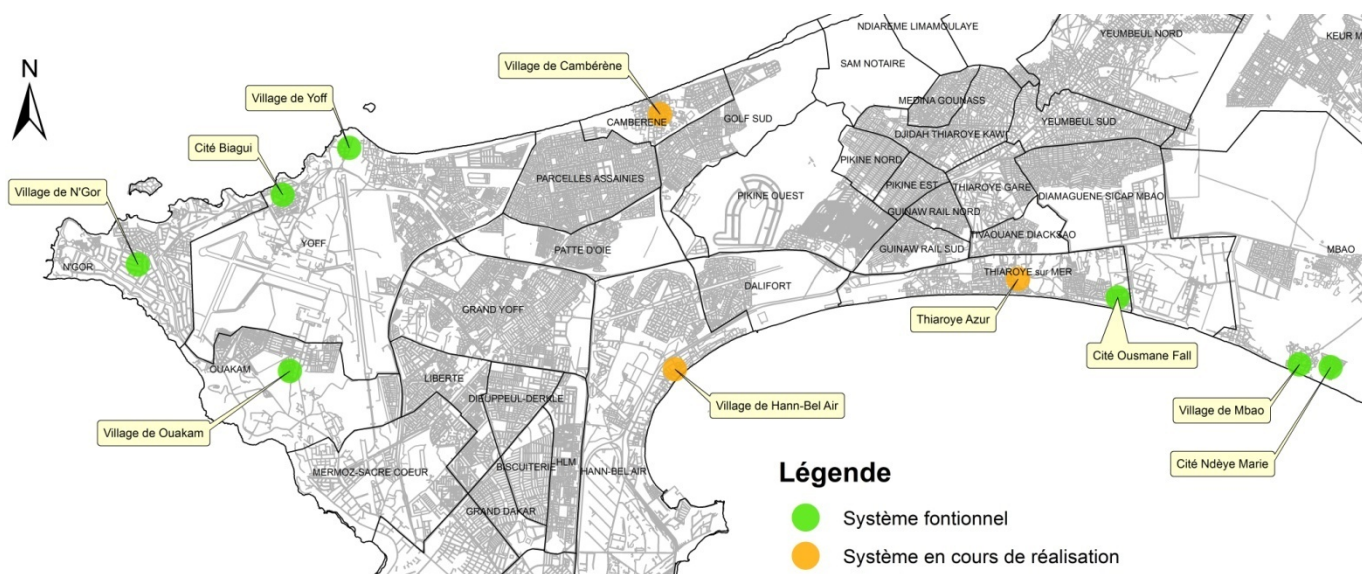 N
NDIAREME LIMAMOULAYE
YEUMBEUL NORD
KEUR M
Village de Cambérène
SAM NOTAIRE
Village de Yoff
MEDINA GOUNASS
CAMBERENE
GOLF SUD
YEUMBEUL SUD
DJIDAH THIAROYE KAW
Cité Biagui
PIKINE NORD
PARCELLES ASSAINIES
PIKINE EST
THIAROYE GARE
Village de N'Gor
PIKINE OUEST
DIAMAGUENE SICAP MBAO
GUINAW RAIL NORD
TIVAOUANE DIACKSAO
YOFF
PATTE D'OIE
GUINAW RAIL SUD
MBAO
N'GOR
THIAROYE sur MER
DALIFORT
GRAND YOFF
Thiaroye Azur
Cité Ousmane Fall
OUAKAM
LIBERTE
DIEUPPEUL-DERKLE
Village de Hann-Bel Air
Village de Mbao
Village de Ouakam
Cité Ndèye Marie
MERMOZ-SACRE COEUR
BISCUITERIE
HLM
HANN-BEL AIR
GRAND DAKAR
Légende
Système fontionnel
Système en cours de réalisation